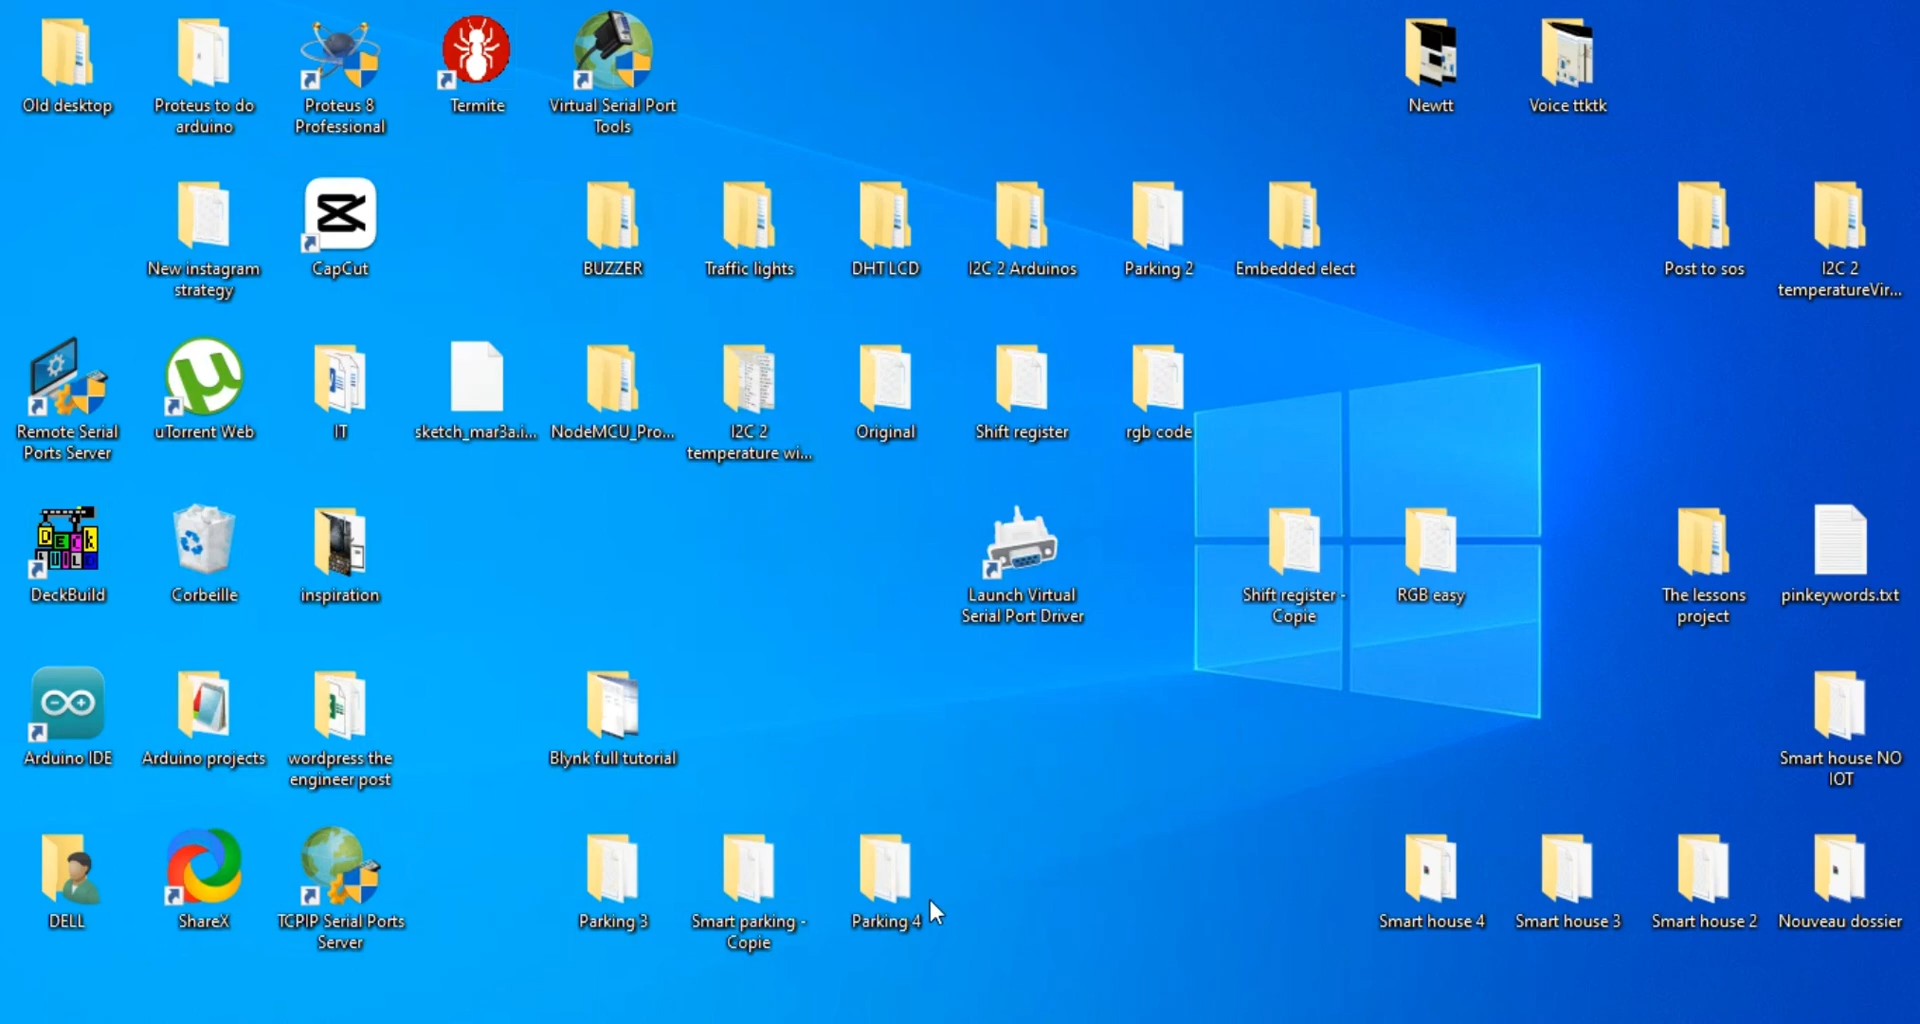 Old desktop
Proteus to do
arduino
Proteus 8
Professional
Termite
Virtual Serial Port
Tools
Newtt
Voice ttktk
New instagram
strategy
CapCut
BUZZER
Traffic lights
DHT LCD
I2C 2 Arduinos
Parking 2
Embedded elect
Post to sos
I2C 2
temperatureVir...
Remote Serial
Ports Server
uTorrent Web
IT
sketch_mar3a.i...
NodeMCU_Pro...
I2C 2
temperature wi...
Original
Shift register
rgb code
DeckBuild
Corbeille
inspiration
Launch Virtual
Serial Port Driver
Shift register -
Copie
RGB easy
The lessons
project
pinkeywords.txt
Arduino IDE
Arduino projects
wordpress the
engineer post
Blynk full tutorial
Smart house NO
IOT
DELL
ShareX
TCPIP Serial Ports
Server
Parking 3
Smart parking -
Copie
Parking 4
Smart house 4
Smart house 3
Smart house 2
Nouveau dossier